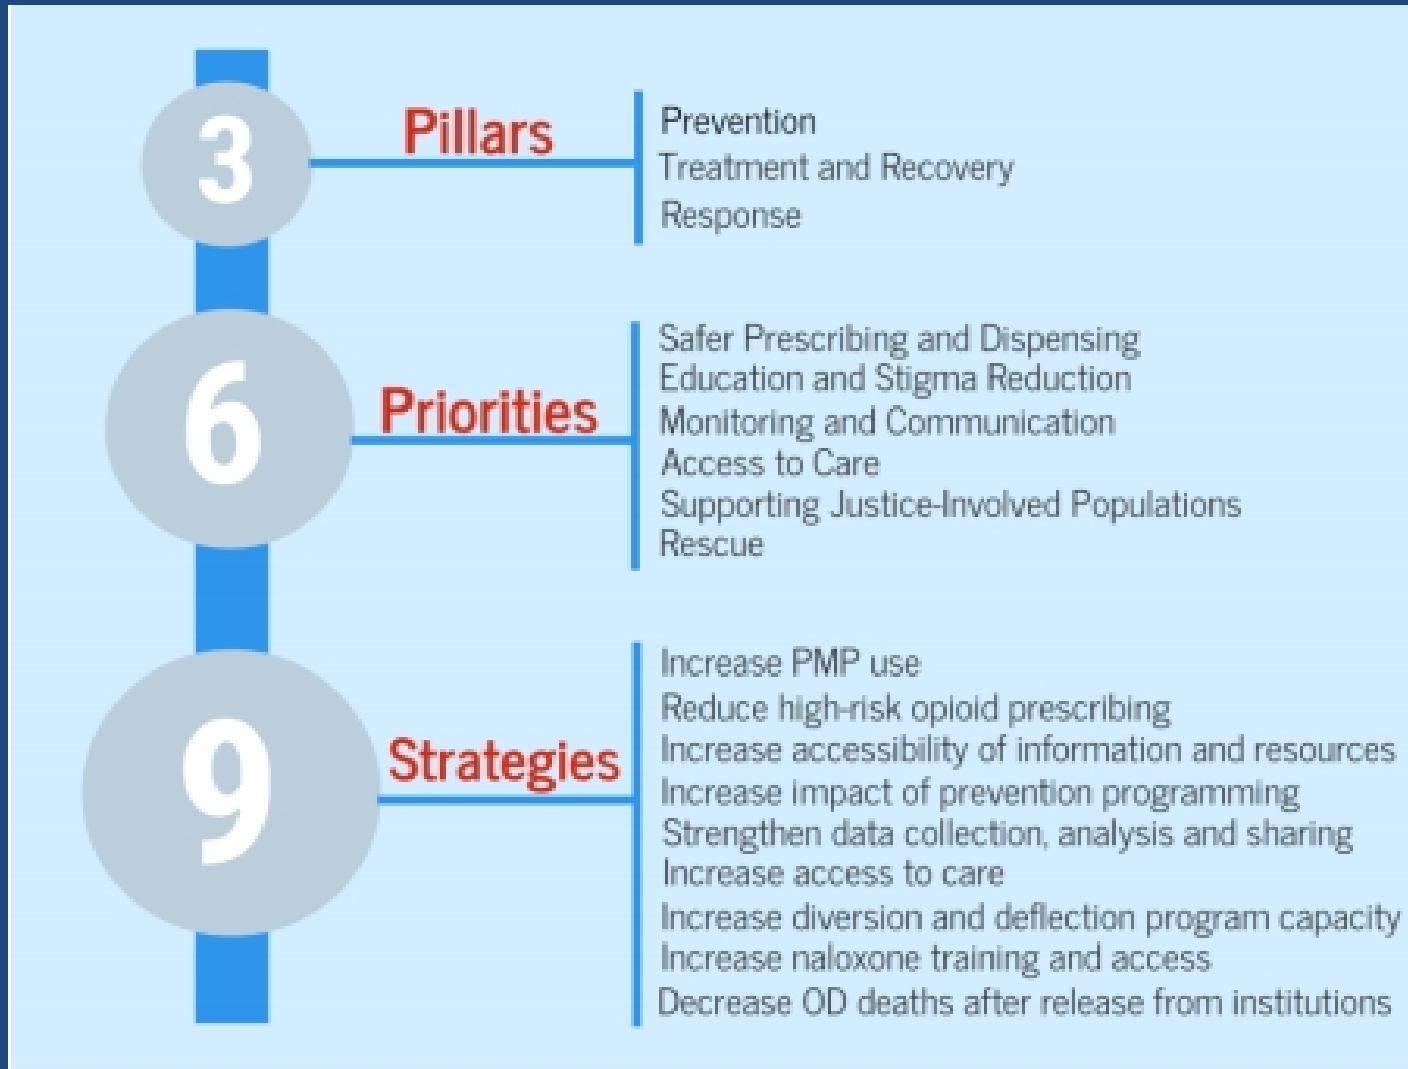 3
Pillars
Prevention
Treatment and Recovery
Response
6
Priorities
Safer Prescribing and Dispensing
Education and Stigma Reduction
Monitoring and Communication
Access to Care
Supporting Justice-Involved Populations
Rescue
9
Strategies
Increase PMP use
Reduce high-risk opioid prescribing
Increase accessibility of information and resources
Increase impact of prevention programming
Strengthen data collection, analysis and sharing
Increase access to care
Increase diversion and deflection program capacity
Increase naloxone training and access
Decrease OD deaths after release from institutions